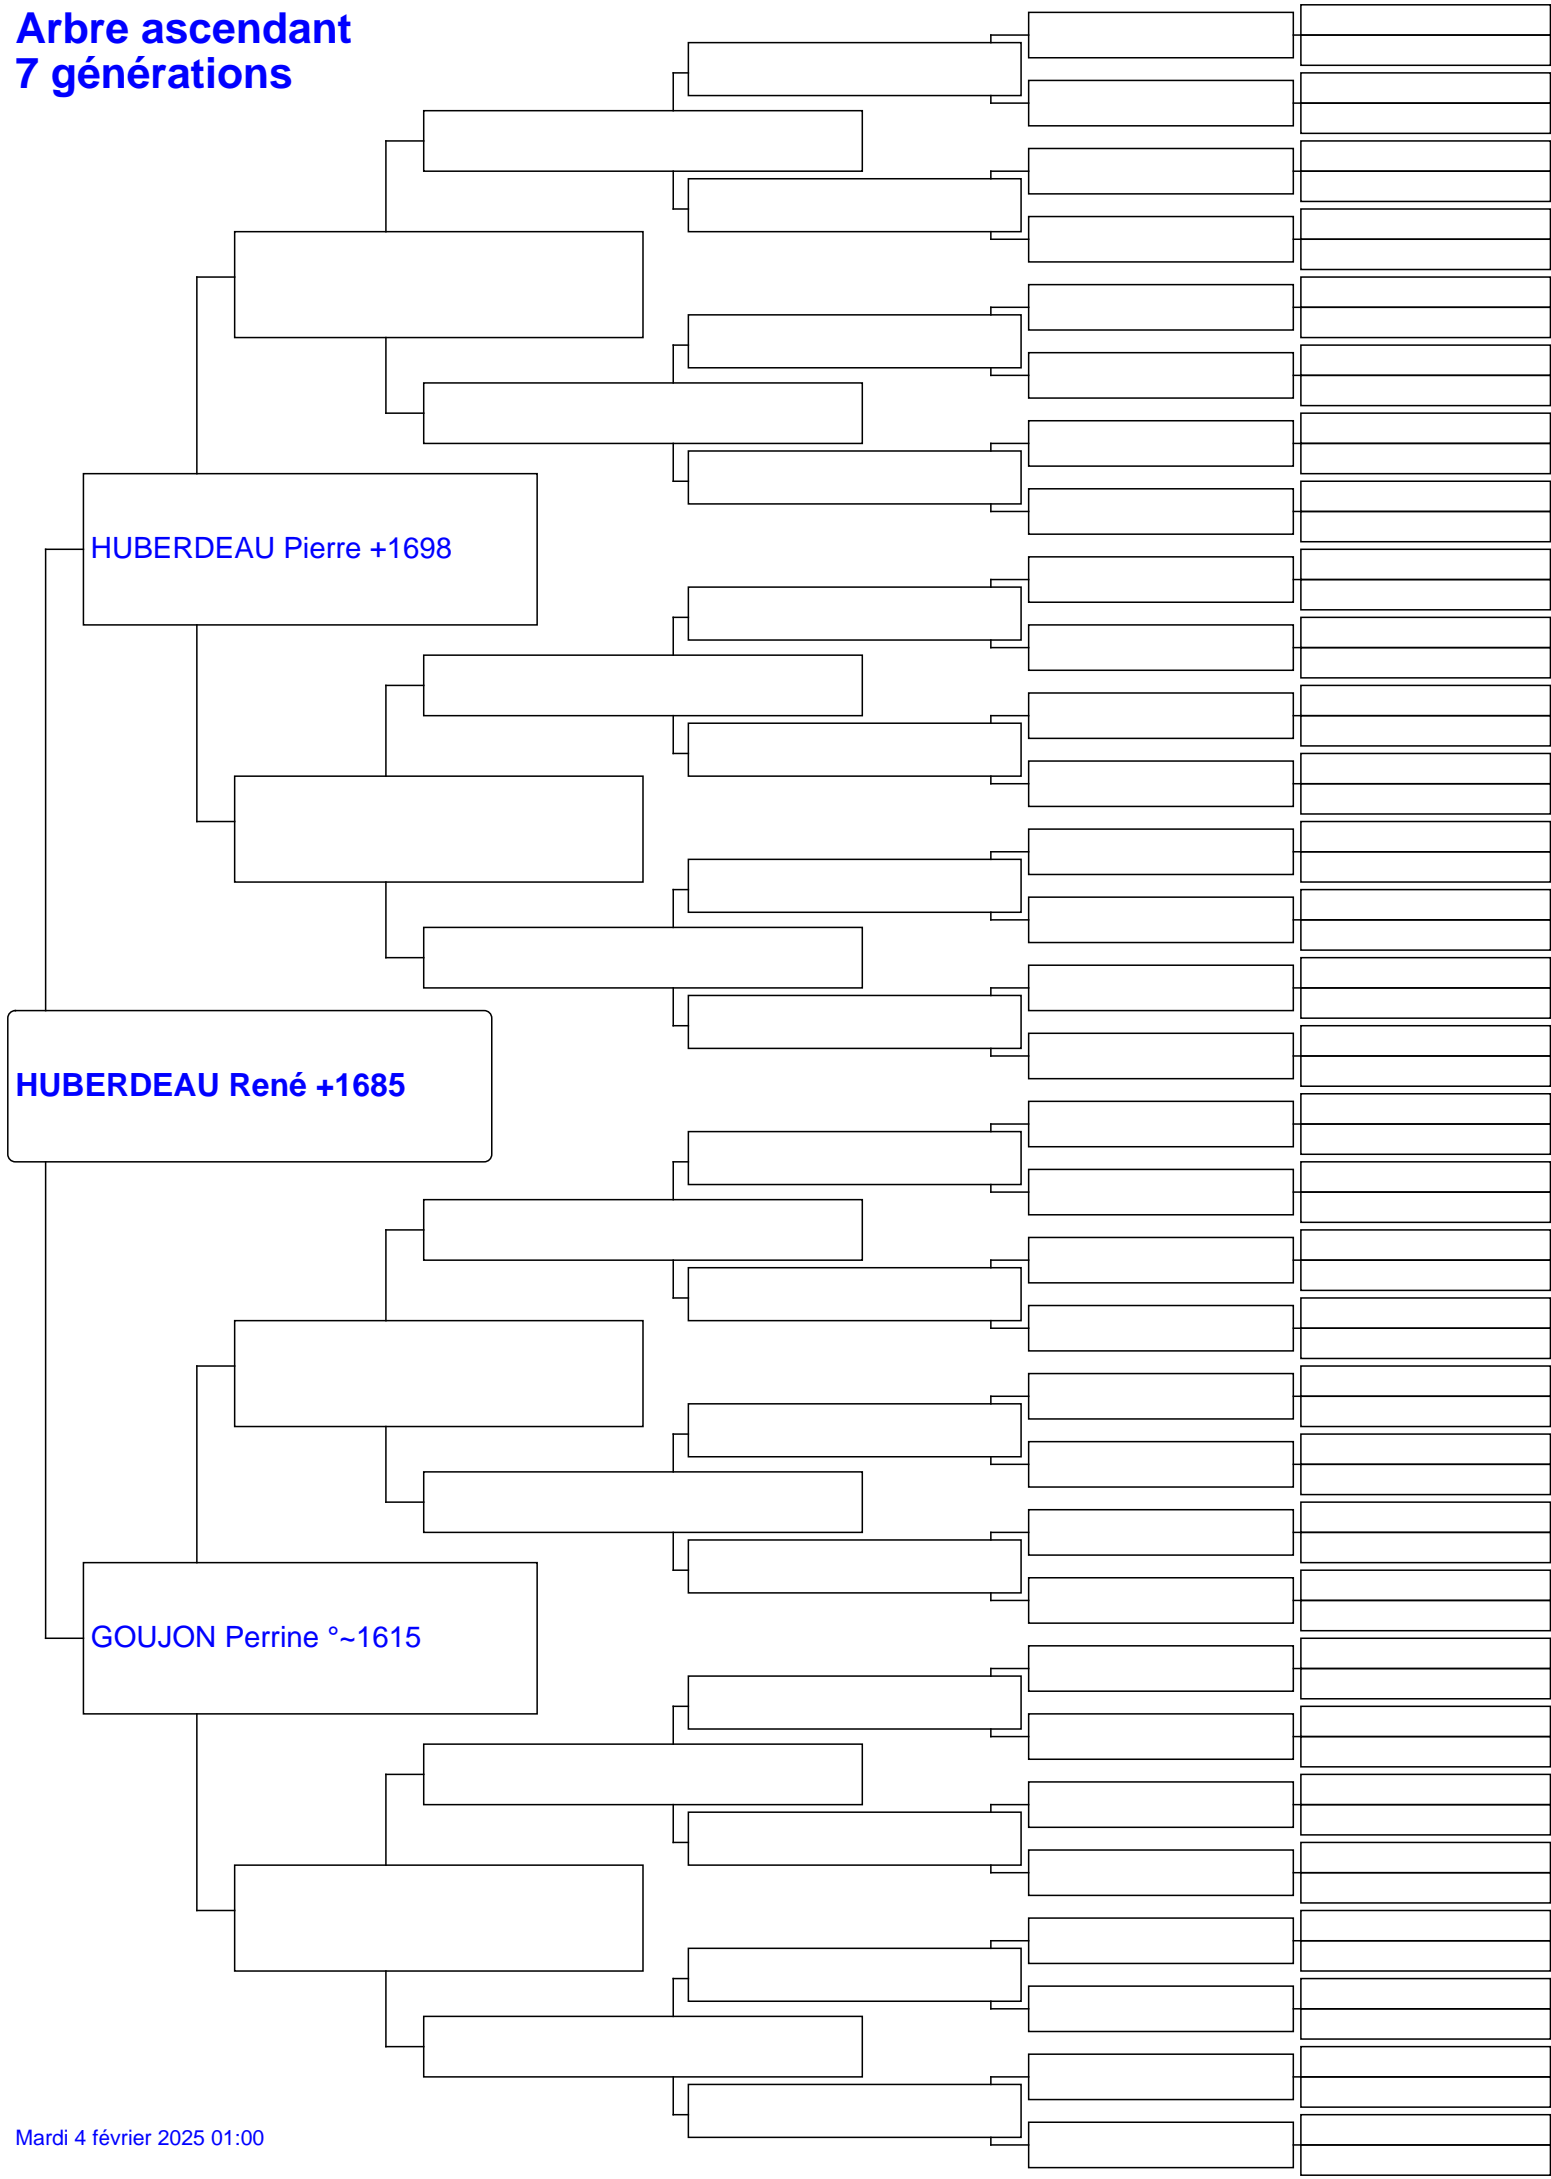 Arbre ascendant
7 générations
HUBERDEAU Pierre +1698
HUBERDEAU René +1685
GOUJON Perrine °~1615
Mardi 4 février 2025 01:00